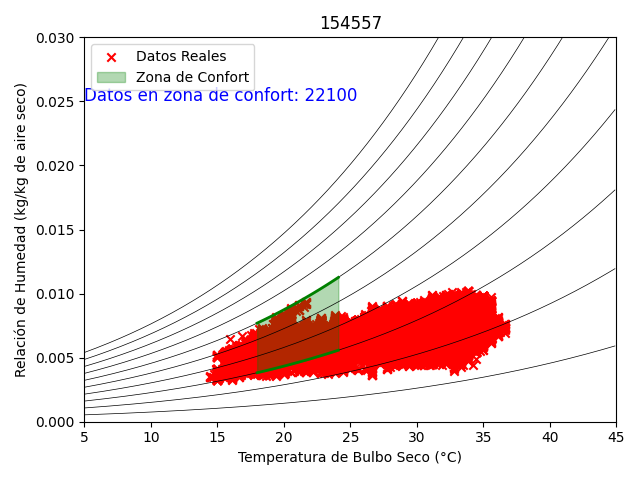 154557
Datos Reales
Zona de Confort
Datos en zona de confort: 22100
Relación de Humedad (kg/kg de aire seco)
0.030
0.025
0.020
0.015
0.010
0.005
0.000
5 10 15 20 25 30 35 40 45
Temperatura de Bulbo Seco (°C)